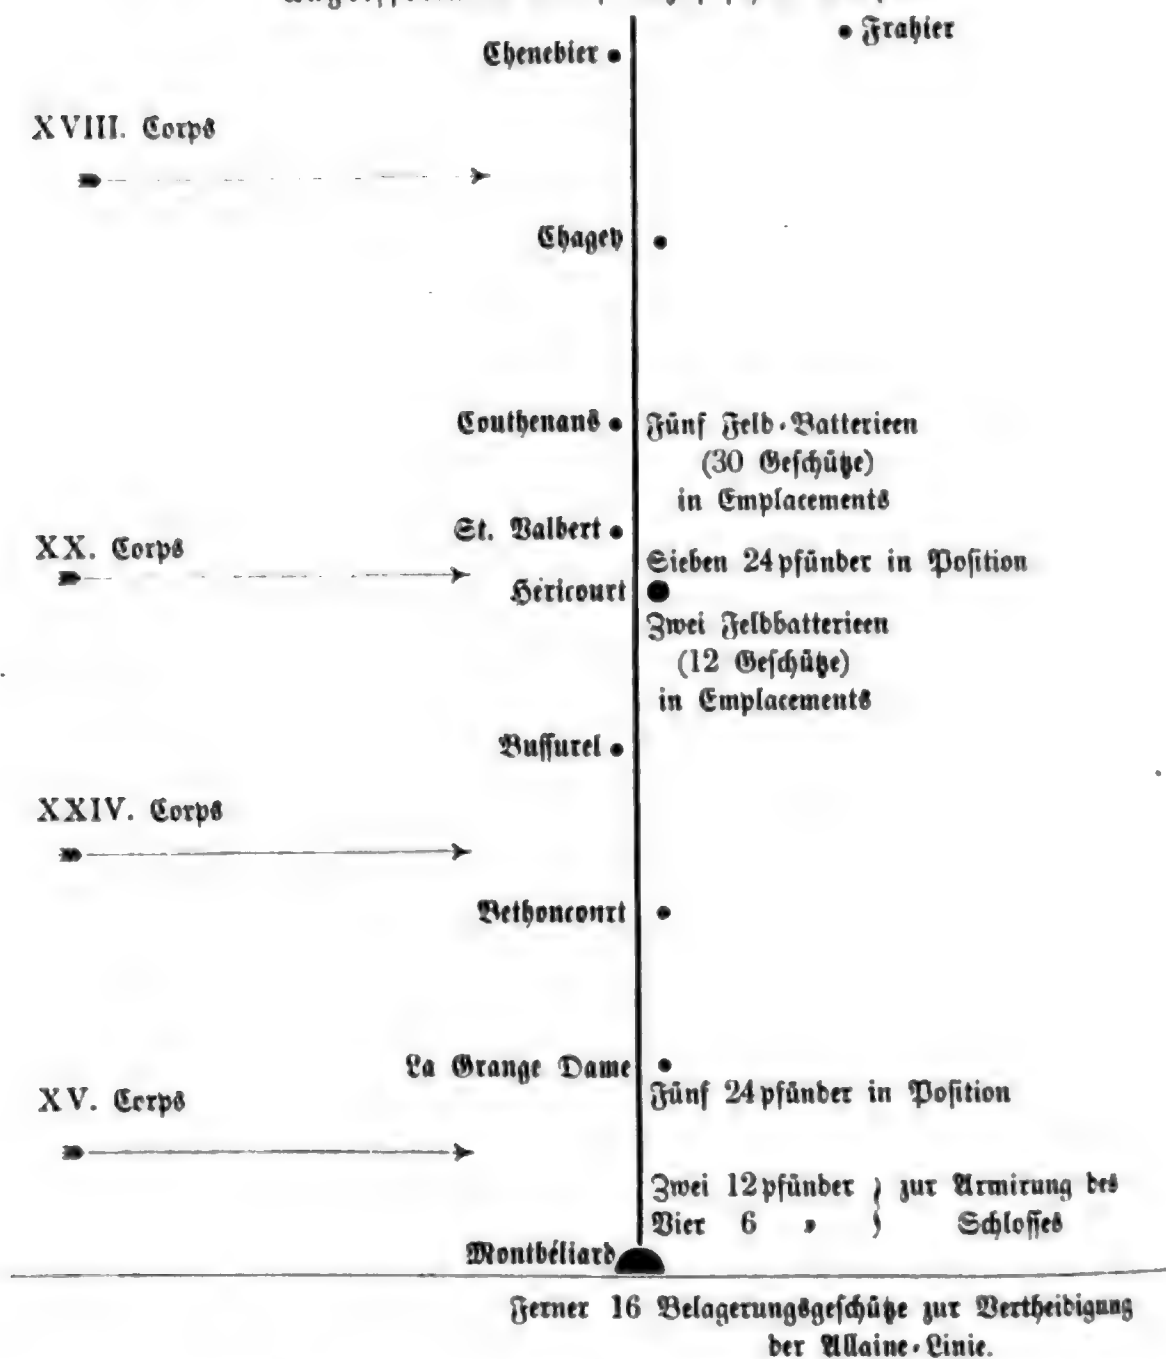 Frahier
Chenebier
XVIII. Corps
Chagey
Couthenans
Fünf Feld-Batterieen
(30 Geschütze)
in Emplacements
St. Valbert
XX. Corps
Sieben 24pfünder in Position
Héricourt
Zwei Feldbatterieen
(12 Geschütze)
in Emplacements
Bussurel
XXIV. Corps
Bethoncourt
La Grange Dame
XV. Corps
Fünf 24pfünder in Position
Zwei 12pfünder } zur Armirung des
Vier 6 „ } Schlosses
Montbéliard
Ferner 16 Belagerungsgeschütze zur Vertheidigung
der Allaine-Linie.